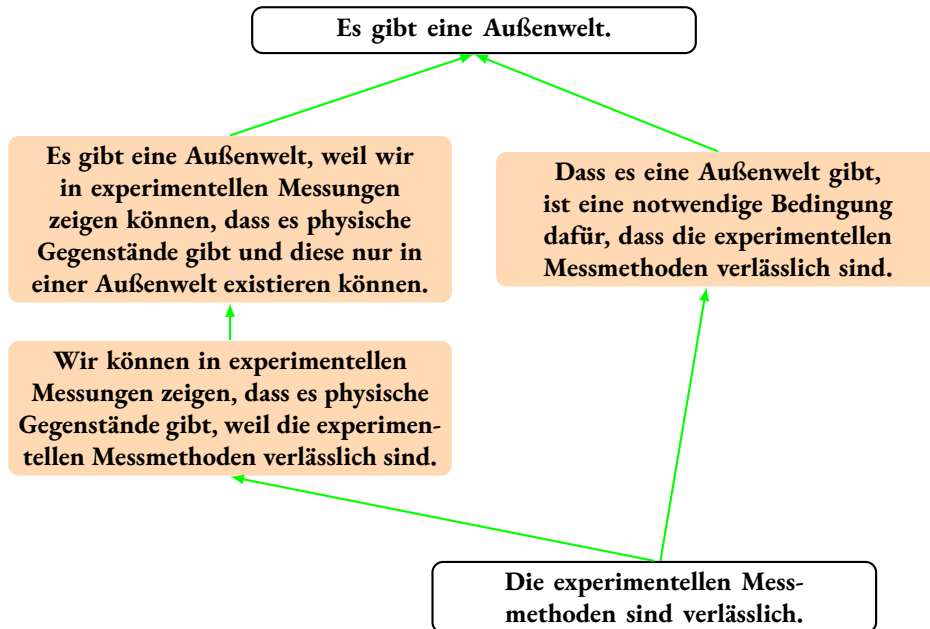 Es gibt eine Außenwelt.
Es gibt eine Außenwelt, weil wir
in experimentellen Messungen
zeigen können, dass es physische
Gegenstände gibt und diese nur in
einer Außenwelt existieren können.
Dass es eine Außenwelt gibt,
ist eine notwendige Bedingung
dafür, dass die experimentellen
Messmethoden verlässlich sind.
Wir können in experimentellen
Messungen zeigen, dass es physische
Gegenstände gibt, weil die experimen-
tellen Messmethoden verlässlich sind.
Die experimentellen Mess-
methoden sind verlässlich.